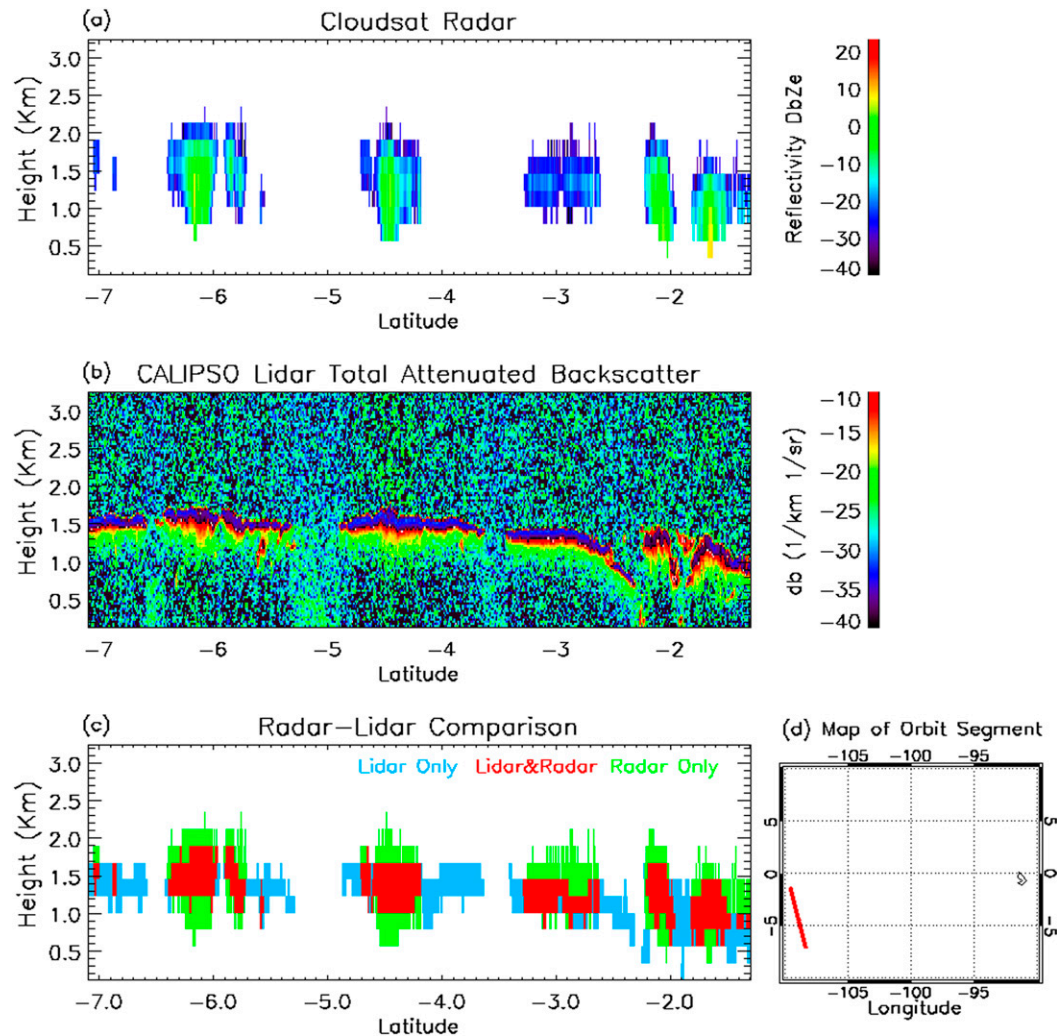 (a) Cloudsat Radar
Height (Km)
3.0
2.5
2.0
1.5
1.0
0.5
-7 -6 -5 -4 -3 -2
Latitude
20
10
0
-10
-20
-30
-40
Reflectivity DbZe
(b) CALIPSO Lidar Total Attenuated Backscatter
Height (Km)
3.0
2.5
2.0
1.5
1.0
0.5
-7 -6 -5 -4 -3 -2
Latitude
-10
-15
-20
-25
-30
-35
-40
db (1/km 1/sr)
(c) Radar-Lidar Comparison
Lidar Only Lidar&Radar Radar Only
Height (Km)
3.0
2.5
2.0
1.5
1.0
0.5
-7.0 -6.0 -5.0 -4.0 -3.0 -2.0
Latitude
(d) Map of Orbit Segment
-105 -100 -95
5 5
0 0
-5 -5
-105 -100 -95
Longitude